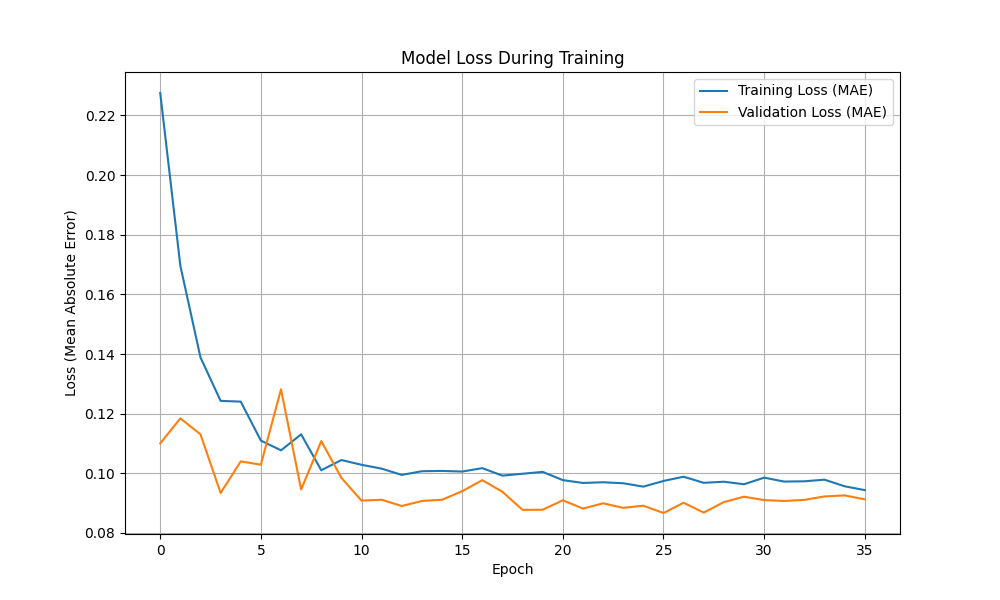 Model Loss During Training
Training Loss (MAE)
Validation Loss (MAE)
Loss (Mean Absolute Error)
0.22
0.20
0.18
0.16
0.14
0.12
0.10
0.08
0 5 10 15 20 25 30 35
Epoch